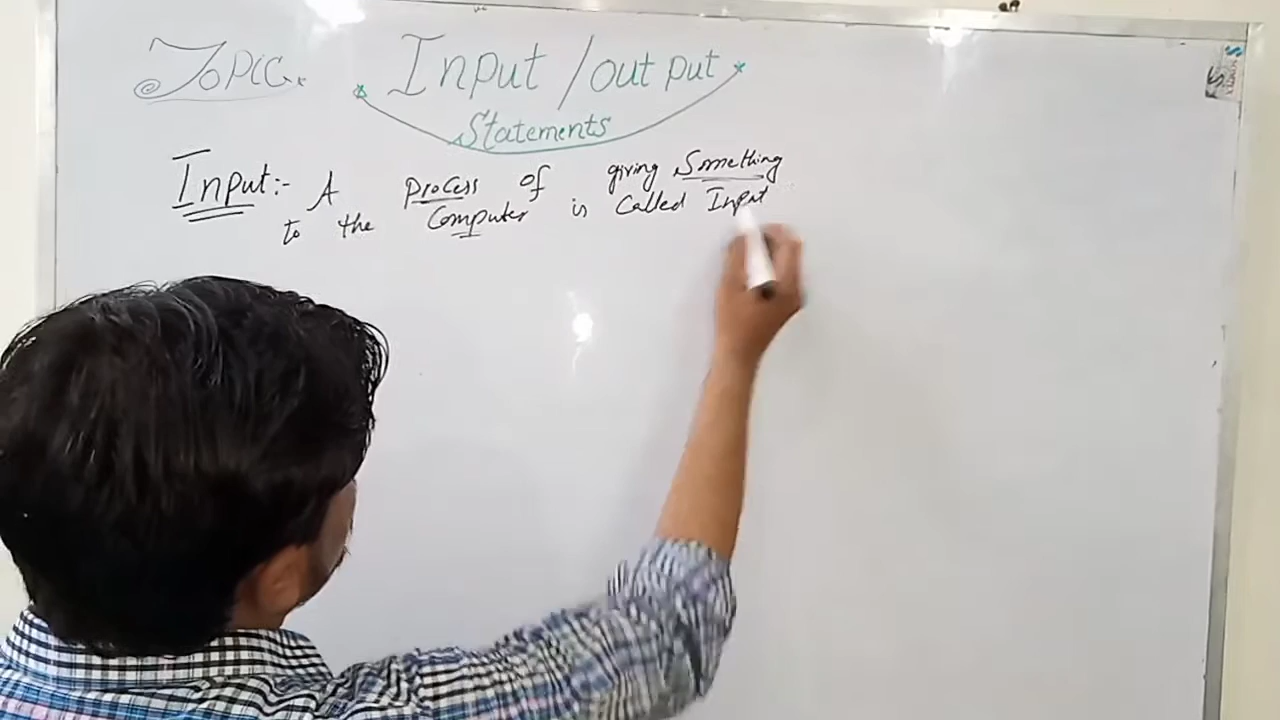 TOPIC. Input / output
Statements
Input:- A process of giving Something
to the Computer is Called Input